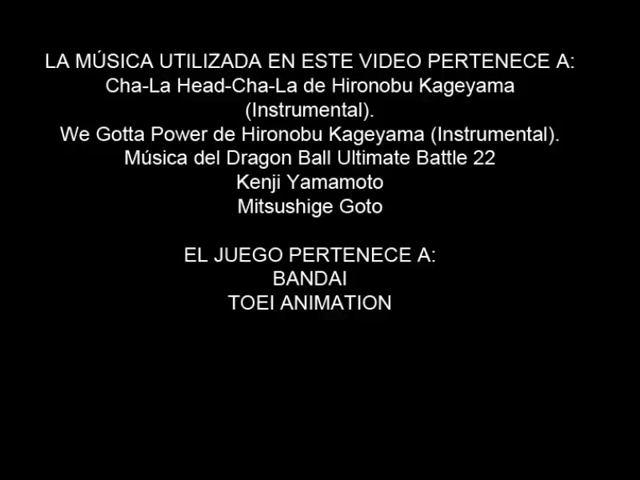 LA MÚSICA UTILIZADA EN ESTE VIDEO PERTENECE A:
Cha-La Head-Cha-La de Hironobu Kageyama
(Instrumental).
We Gotta Power de Hironobu Kageyama (Instrumental).
Música del Dragon Ball Ultimate Battle 22
Kenji Yamamoto
Mitsushige Goto
EL JUEGO PERTENECE A:
BANDAI
TOEI ANIMATION